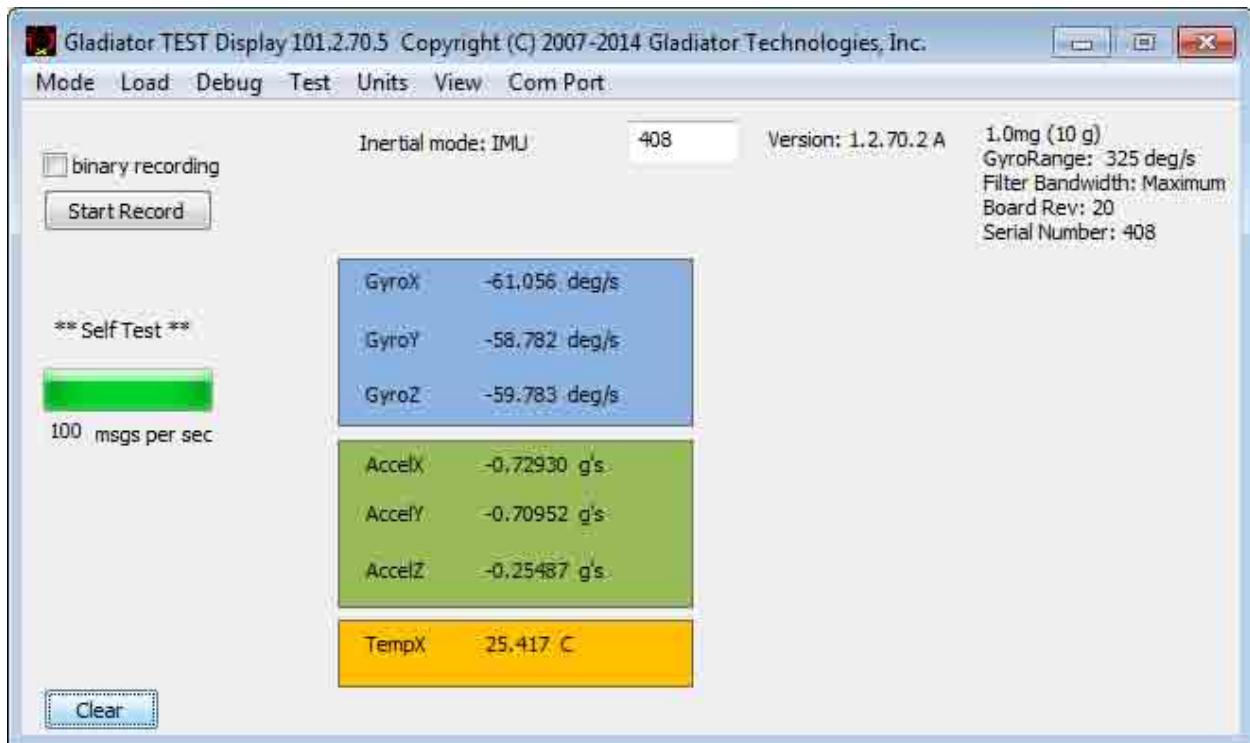 Gladiator TEST Display 101.2.70.5 Copyright (C) 2007-2014 Gladiator Technologies, Inc.
Mode Load Debug Test Units View Com Port
binary recording
Start Record
Inertial mode: IMU 408 Version: 1.2.70.2 A
1.0mg (10 g)
GyroRange: 325 deg/s
Filter Bandwidth: Maximum
Board Rev: 20
Serial Number: 408
** Self Test **
100 msgs per sec
GyroX -61.056 deg/s
GyroY -58.782 deg/s
GyroZ -59.783 deg/s
AccelX -0.72930 g's
AccelY -0.70952 g's
AccelZ -0.25487 g's
TempX 25.417 C
Clear